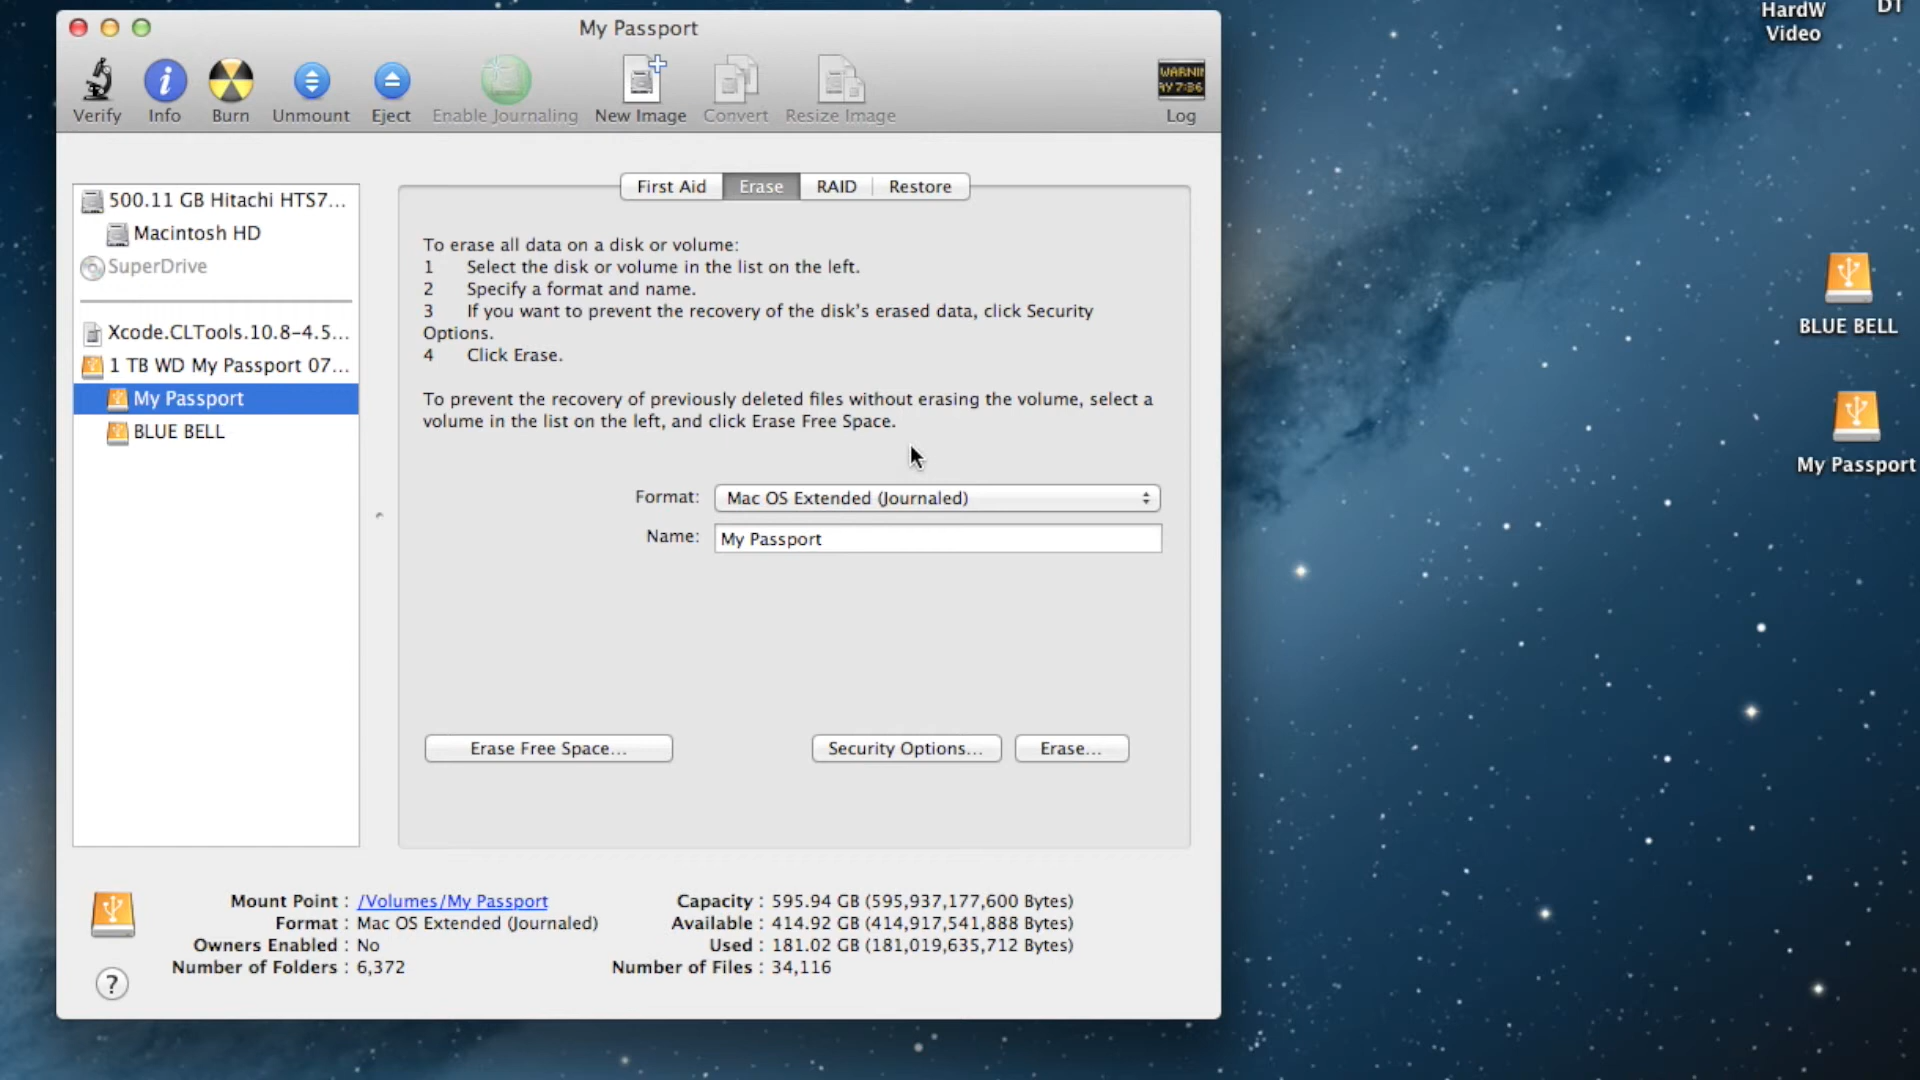 My Passport
Verify
Info
Burn
Unmount
Eject
Enable Journaling
New Image
Convert
Resize Image
WARNIN
AY 7:36
Log
500.11 GB Hitachi HTS7...
Macintosh HD
SuperDrive
Xcode.CLTools.10.8-4.5...
1 TB WD My Passport 07...
My Passport
BLUE BELL
First Aid
Erase
RAID
Restore
To erase all data on a disk or volume:
1 Select the disk or volume in the list on the left.
2 Specify a format and name.
3 If you want to prevent the recovery of the disk's erased data, click Security
Options.
4 Click Erase.
To prevent the recovery of previously deleted files without erasing the volume, select a
volume in the list on the left, and click Erase Free Space.
Format: Mac OS Extended (Journaled)
Name: My Passport
Erase Free Space...
Security Options...
Erase...
Mount Point : /Volumes/My Passport
Format : Mac OS Extended (Journaled)
Owners Enabled : No
Number of Folders : 6,372
Capacity : 595.94 GB (595,937,177,600 Bytes)
Available : 414.92 GB (414,917,541,888 Bytes)
Used : 181.02 GB (181,019,635,712 Bytes)
Number of Files : 34,116
?
HardW
Video
DT
BLUE BELL
My Passport